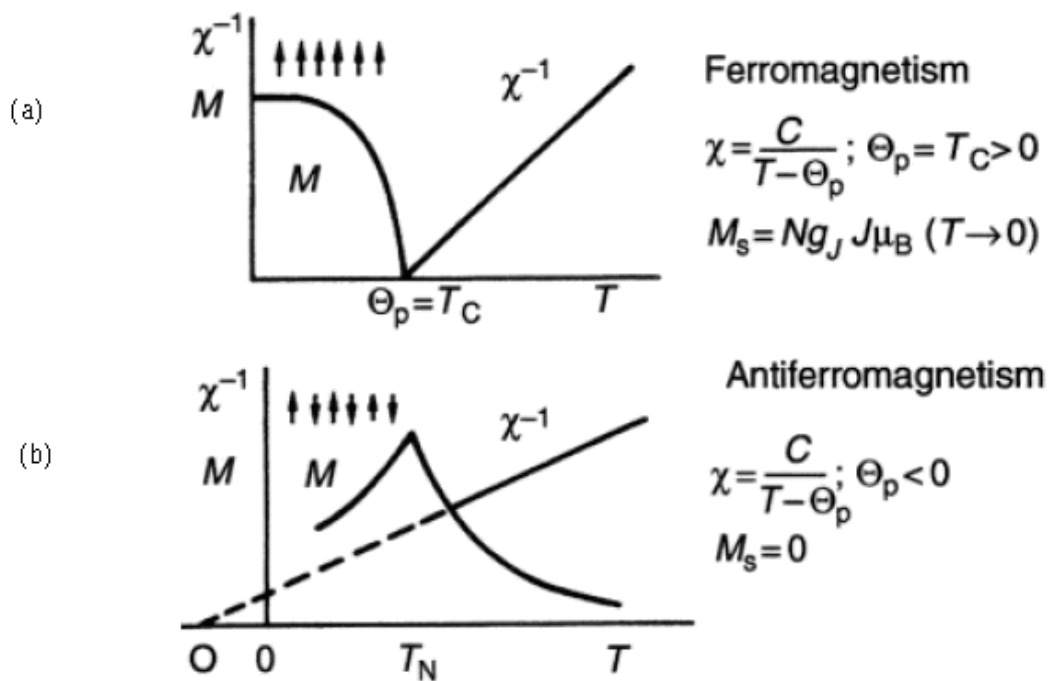 (a)
χ⁻¹
M
M
χ⁻¹
Θp=TC
T
Ferromagnetism
χ=C/T−Θp; Θp=TC>0
Ms=NgJ JμB (T→0)
(b)
χ⁻¹
M
M
χ⁻¹
O 0 TN T
Antiferromagnetism
χ=C/T−Θp; Θp<0
Ms=0